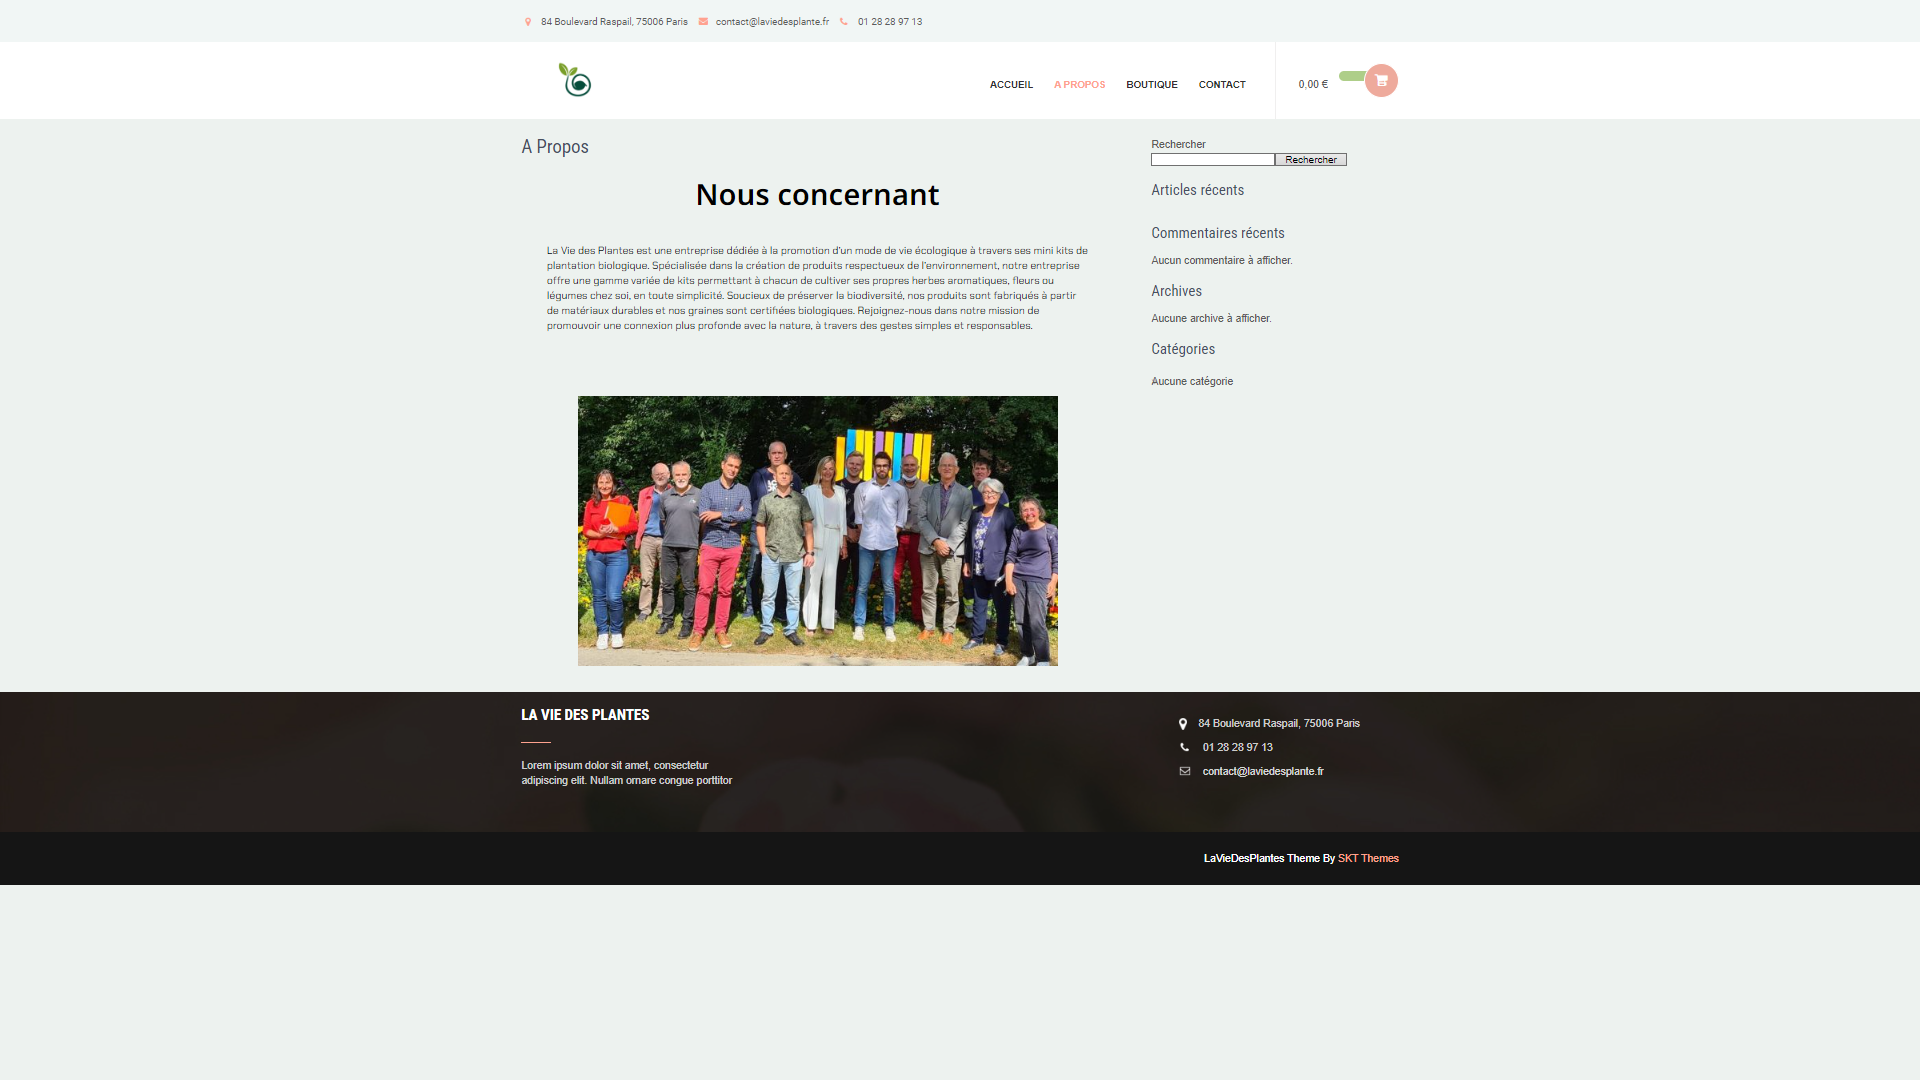 84 Boulevard Raspail, 75006 Paris contact@laviedesplante.fr 01 28 28 97 13
ACCUEIL A PROPOS BOUTIQUE CONTACT 0,00 €
A Propos
Nous concernant
La Vie des Plantes est une entreprise dédiée à la promotion d'un mode de vie écologique à travers ses mini kits de
plantation biologique. Spécialisée dans la création de produits respectueux de l'environnement, notre entreprise
offre une gamme variée de kits permettant à chacun de cultiver ses propres herbes aromatiques, fleurs ou
légumes chez soi, en toute simplicité. Soucieux de préserver la biodiversité, nos produits sont fabriqués à partir
de matériaux durables et nos graines sont certifiées biologiques. Rejoignez-nous dans notre mission de
promouvoir une connexion plus profonde avec la nature, à travers des gestes simples et responsables.
Rechercher
Rechercher
Articles récents
Commentaires récents
Aucun commentaire à afficher.
Archives
Aucune archive à afficher.
Catégories
Aucune catégorie
LA VIE DES PLANTES
Lorem ipsum dolor sit amet, consectetur
adipiscing elit. Nullam ornare congue porttitor
84 Boulevard Raspail, 75006 Paris
01 28 28 97 13
contact@laviedesplante.fr
LaVieDesPlantes Theme By SKT Themes